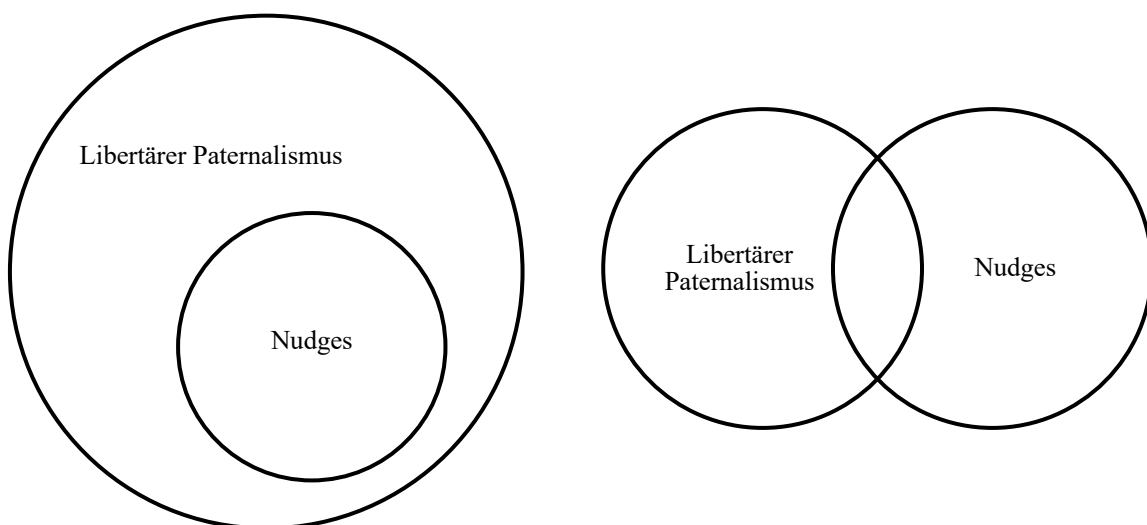 Libertärer Paternalismus
Nudges
Libertärer
Paternalismus
Nudges